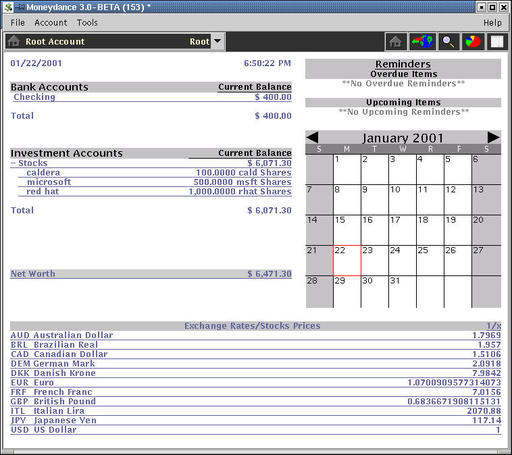 Moneydance 3.0-BETA (153) *
File Account Tools Help
Root Account Root
01/22/2001 6:50:22 PM
Bank Accounts Current Balance
Checking $ 400.00
Total $ 400.00
Investment Accounts Current Balance
− Stocks $ 6,071.30
caldera 100.0000 cald Shares
microsoft 500.0000 msft Shares
red hat 1,000.0000 rhat Shares
Total $ 6,071.30
Net Worth $ 6,471.30
Reminders
Overdue Items
**No Overdue Reminders**
Upcoming Items
**No Upcoming Reminders**
January 2001
S M T W T F S
1 2 3 4 5 6
7 8 9 10 11 12 13
14 15 16 17 18 19 20
21 22 23 24 25 26 27
28 29 30 31
Exchange Rates/Stocks Prices 1/x
AUD Australian Dollar 1.7969
BRL Brazilian Real 1.957
CAD Canadian Dollar 1.5106
DEM German Mark 2.0918
DKK Danish Krone 7.9842
EUR Euro 1.0700909577314073
FRF French Franc 7.0156
GBP British Pound 0.6836671908115131
ITL Italian Lira 2070.88
JPY Japanese Yen 117.14
USD US Dollar 1